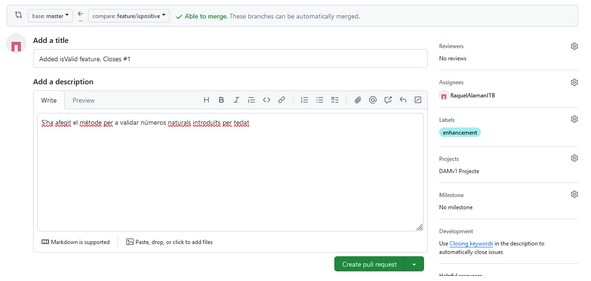 base: master
compare: feature/ispositive
Able to merge. These branches can be automatically merged.
Add a title
Added isValid feature. Closes #1
Add a description
Write Preview
S'ha afegit el mètode per a validar números naturals introduïts per teclat
Markdown is supported
Paste, drop, or click to add files
Create pull request
Reviewers
No reviews
Assignees
RaquelAlamanITB
Labels
enhancement
Projects
DAMv1 Projecte
Milestone
No milestone
Development
Use Closing keywords in the description to
automatically close issues
Helpful resources